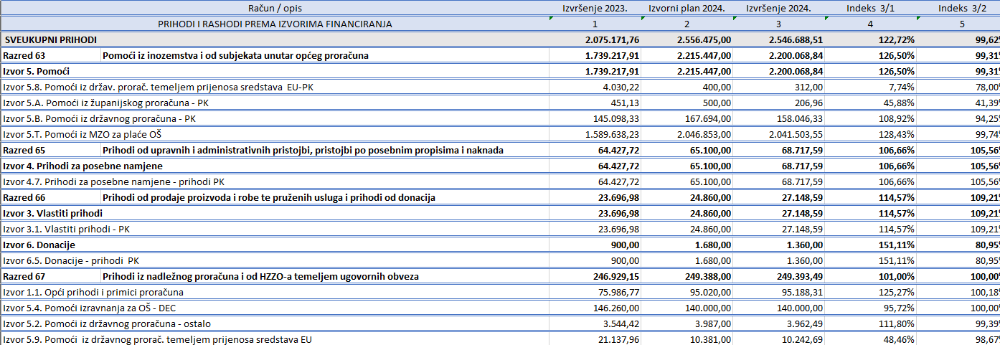 Račun / opis Izvršenje 2023. Izvorni plan 2024. Izvršenje 2024. Indeks 3/1 Indeks 3/2
PRIHODI I RASHODI PREMA IZVORIMA FINANCIRANJA 1 2 3 4 5
SVEUKUPNI PRIHODI 2.075.171,76 2.556.475,00 2.546.688,51 122,72% 99,62%
Razred 63 Pomoći iz inozemstva i od subjekata unutar općeg proračuna 1.739.217,91 2.215.447,00 2.200.068,84 126,50% 99,31%
Izvor 5. Pomoći 1.739.217,91 2.215.447,00 2.200.068,84 126,50% 99,31%
Izvor 5.8. Pomoći iz držav. prorač. temeljem prijenosa sredstava EU-PK 4.030,22 400,00 312,00 7,74% 78,00%
Izvor 5.A. Pomoći iz županijskog proračuna - PK 451,13 500,00 206,96 45,88% 41,39%
Izvor 5.B. Pomoći iz državnog proračuna - PK 145.098,33 167.694,00 158.046,33 108,92% 94,25%
Izvor 5.T. Pomoći iz MZO za plaće OŠ 1.589.638,23 2.046.853,00 2.041.503,55 128,43% 99,74%
Razred 65 Prihodi od upravnih i administrativnih pristojbi, pristojbi po posebnim propisima i naknada 64.427,72 65.100,00 68.717,59 106,66% 105,56%
Izvor 4. Prihodi za posebne namjene 64.427,72 65.100,00 68.717,59 106,66% 105,56%
Izvor 4.7. Prihodi za posebne namjene - prihodi PK 64.427,72 65.100,00 68.717,59 106,66% 105,56%
Razred 66 Prihodi od prodaje proizvoda i robe te pruženih usluga i prihodi od donacija 23.696,98 24.860,00 27.148,59 114,57% 109,21%
Izvor 3. Vlastiti prihodi 23.696,98 24.860,00 27.148,59 114,57% 109,21%
Izvor 3.1. Vlastiti prihodi - PK 23.696,98 24.860,00 27.148,59 114,57% 109,21%
Izvor 6. Donacije 900,00 1.680,00 1.360,00 151,11% 80,95%
Izvor 6.5. Donacije - prihodi PK 900,00 1.680,00 1.360,00 151,11% 80,95%
Razred 67 Prihodi iz nadležnog proračuna i od HZZO-a temeljem ugovornih obveza 246.929,15 249.388,00 249.393,49 101,00% 100,00%
Izvor 1.1. Opći prihodi i primici proračuna 75.986,77 95.020,00 95.188,31 125,27% 100,18%
Izvor 5.4. Pomoći izravnanja za OŠ - DEC 146.260,00 140.000,00 140.000,00 95,72% 100,00%
Izvor 5.2. Pomoći iz državnog proračuna - ostalo 3.544,42 3.987,00 3.962,49 111,80% 99,39%
Izvor 5.9. Pomoći iz državnog prorač. temeljem prijenosa sredstava EU 21.137,96 10.381,00 10.242,69 48,46% 98,67%